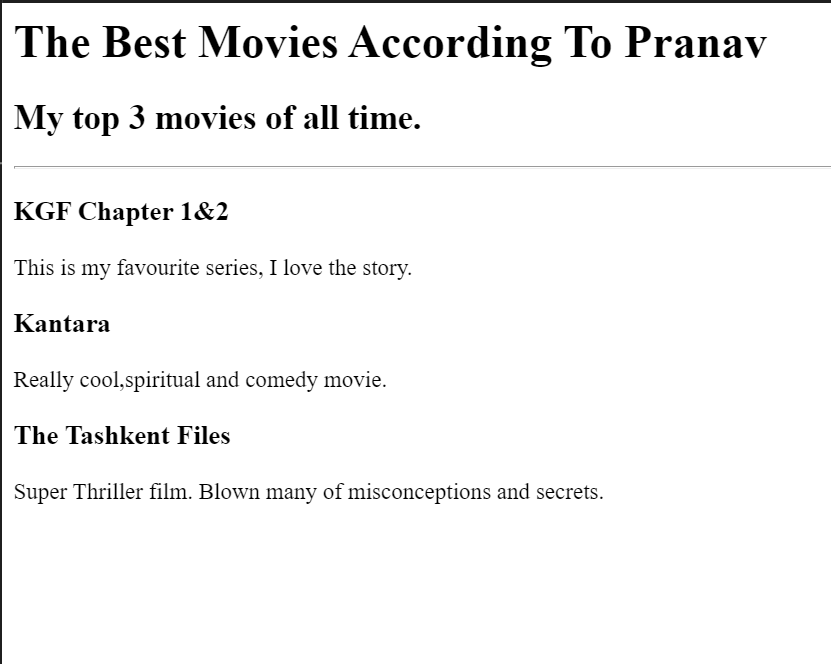 The Best Movies According To Pranav
My top 3 movies of all time.
KGF Chapter 1&2
This is my favourite series, I love the story.
Kantara
Really cool,spiritual and comedy movie.
The Tashkent Files
Super Thriller film. Blown many of misconceptions and secrets.